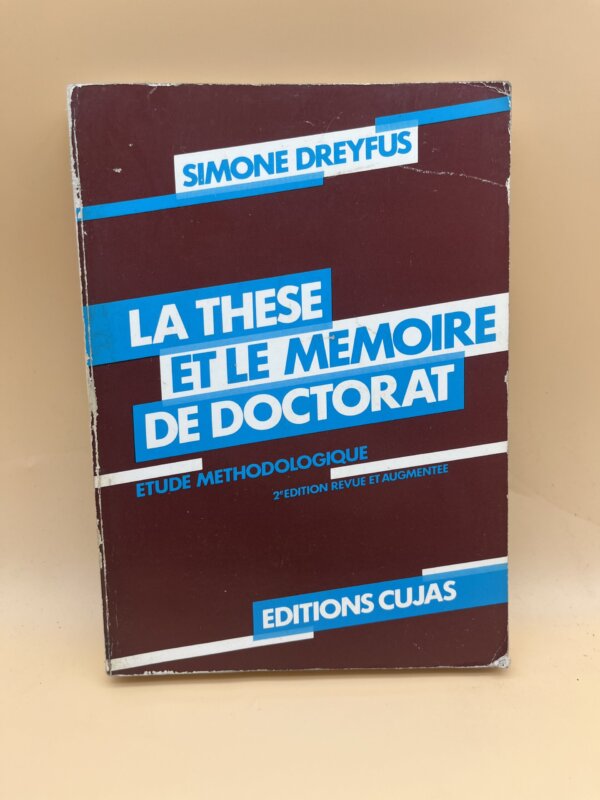 SIMONE DREYFUS
LA THESE
ET LE MEMOIRE
DE DOCTORAT
ETUDE METHODOLOGIQUE
2e EDITION REVUE ET AUGMENTEE
EDITIONS CUJAS